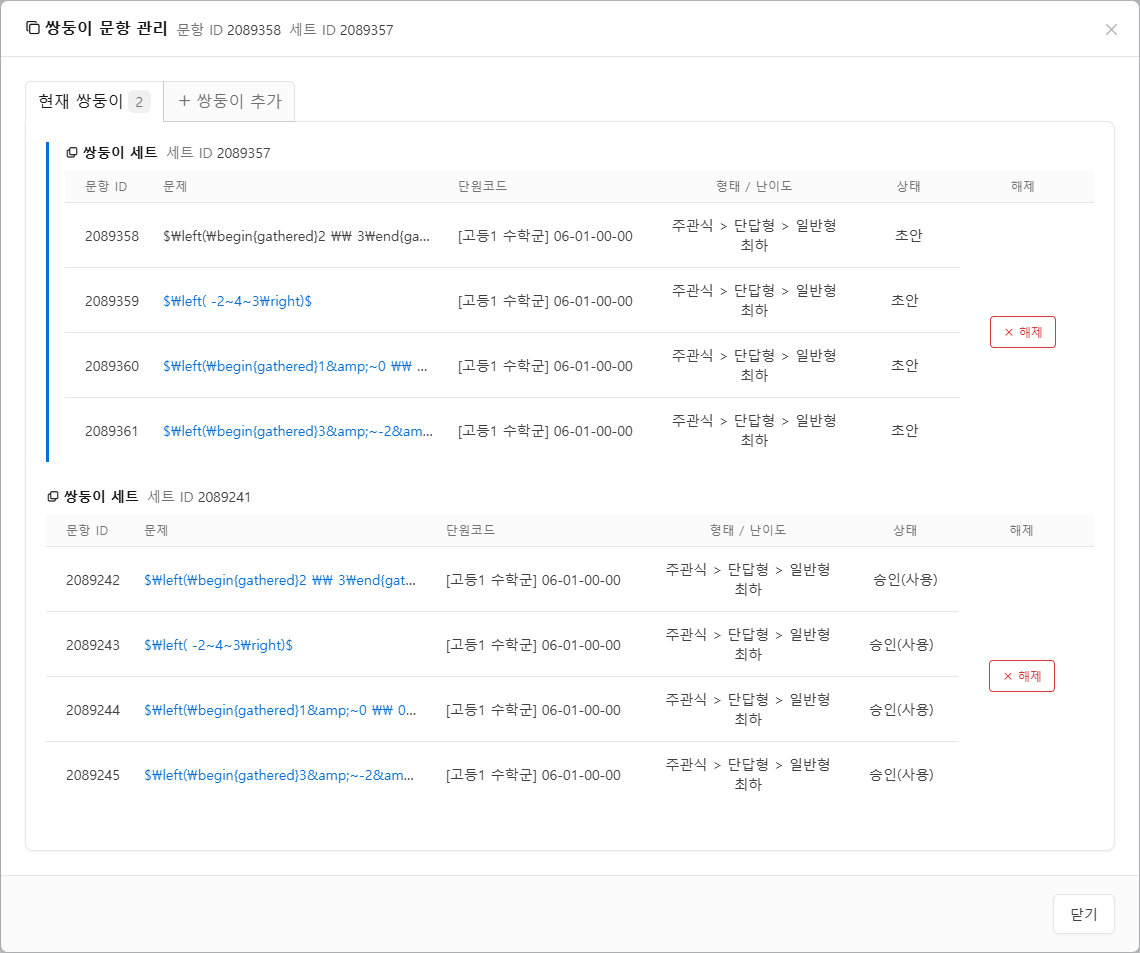 쌍둥이 문항 관리 문항 ID 2089358 세트 ID 2089357
현재 쌍둥이 2 + 쌍둥이 추가
쌍둥이 세트 세트 ID 2089357
문항 ID 문제 단원코드 형태 / 난이도 상태 해제
2089358 $₩left(₩begin{gathered}2 ₩₩ 3₩end{ga... [고등1 수학군] 06-01-00-00 주관식 > 단답형 > 일반형 초안
최하
2089359 $₩left( -2~4~3₩right)$ [고등1 수학군] 06-01-00-00 주관식 > 단답형 > 일반형 초안
최하
× 해제
2089360 $₩left(₩begin{gathered}1&amp;~0 ₩₩ ... [고등1 수학군] 06-01-00-00 주관식 > 단답형 > 일반형 초안
최하
2089361 $₩left(₩begin{gathered}3&amp;~-2&am... [고등1 수학군] 06-01-00-00 주관식 > 단답형 > 일반형 초안
최하
쌍둥이 세트 세트 ID 2089241
문항 ID 문제 단원코드 형태 / 난이도 상태 해제
2089242 $₩left(₩begin{gathered}2 ₩₩ 3₩end{gat... [고등1 수학군] 06-01-00-00 주관식 > 단답형 > 일반형 승인(사용)
최하
2089243 $₩left( -2~4~3₩right)$ [고등1 수학군] 06-01-00-00 주관식 > 단답형 > 일반형 승인(사용)
최하
× 해제
2089244 $₩left(₩begin{gathered}1&amp;~0 ₩₩ 0... [고등1 수학군] 06-01-00-00 주관식 > 단답형 > 일반형 승인(사용)
최하
2089245 $₩left(₩begin{gathered}3&amp;~-2&am... [고등1 수학군] 06-01-00-00 주관식 > 단답형 > 일반형 승인(사용)
최하
닫기